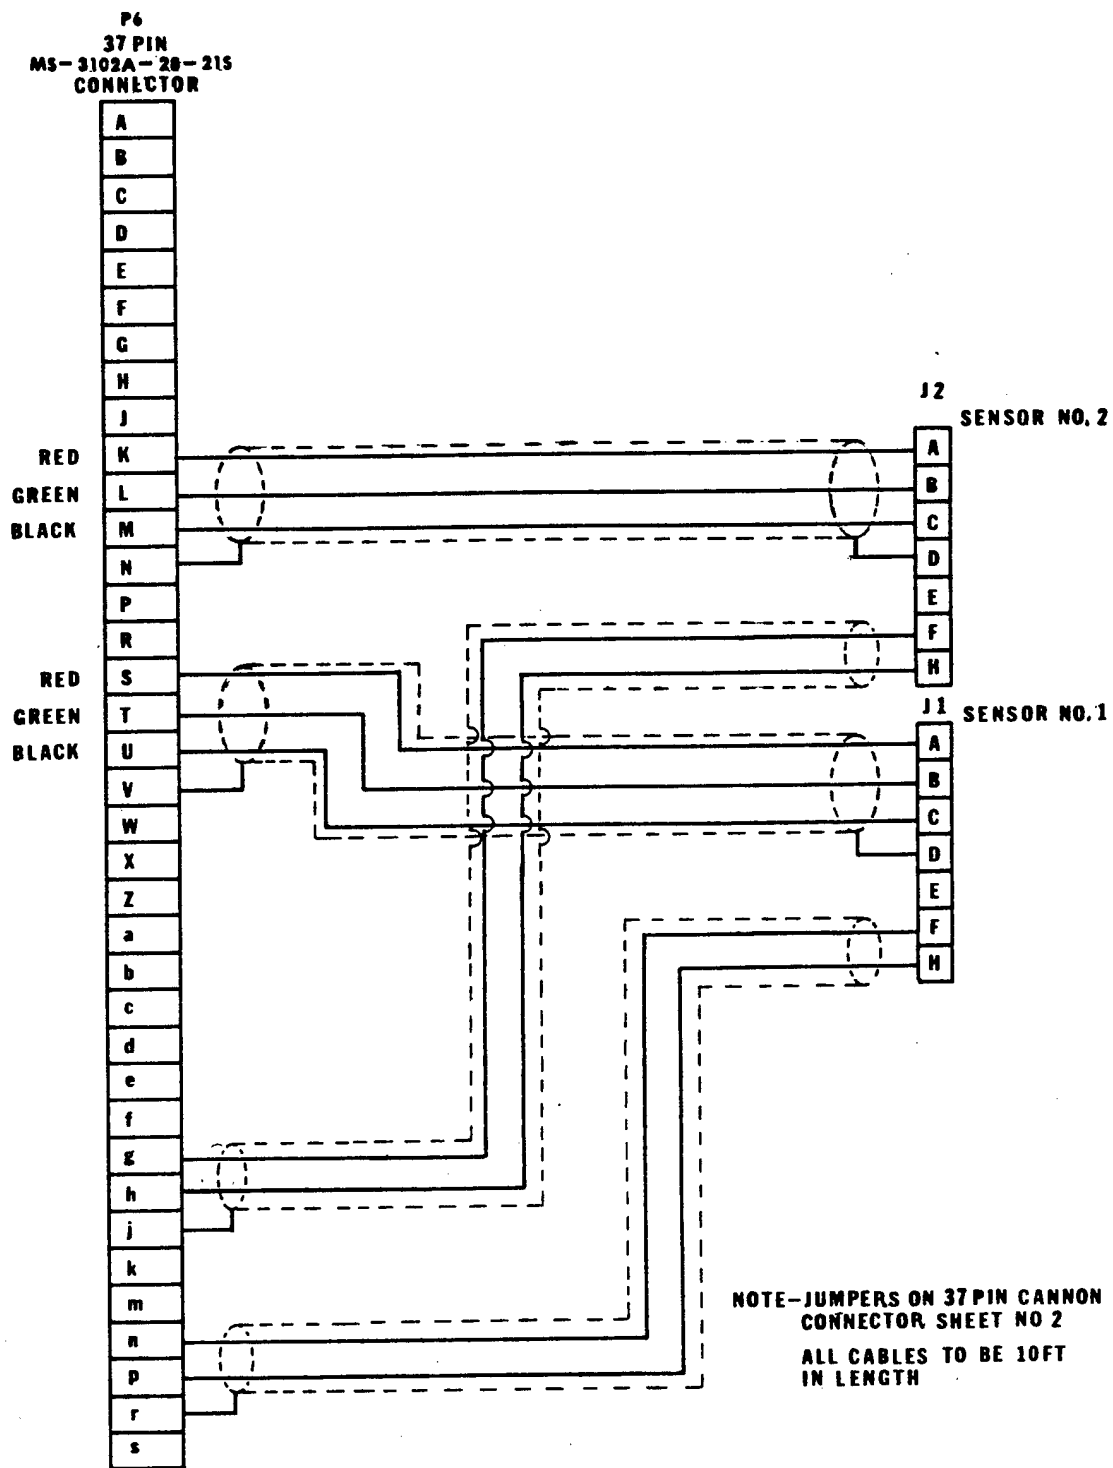 P6
37 PIN
MS-3102A-28-21S
CONNECTOR
A
B
C
D
E
F
G
H
J
RED K
GREEN L
BLACK M
N
P
R
RED S
GREEN T
BLACK U
V
W
X
Z
a
b
c
d
e
f
g
h
j
k
m
n
p
r
s
J2
SENSOR NO. 2
A
B
C
D
E
F
H
J1 SENSOR NO. 1
A
B
C
D
E
F
H
NOTE-JUMPERS ON 37 PIN CANNON
CONNECTOR SHEET NO 2
ALL CABLES TO BE 10FT
IN LENGTH